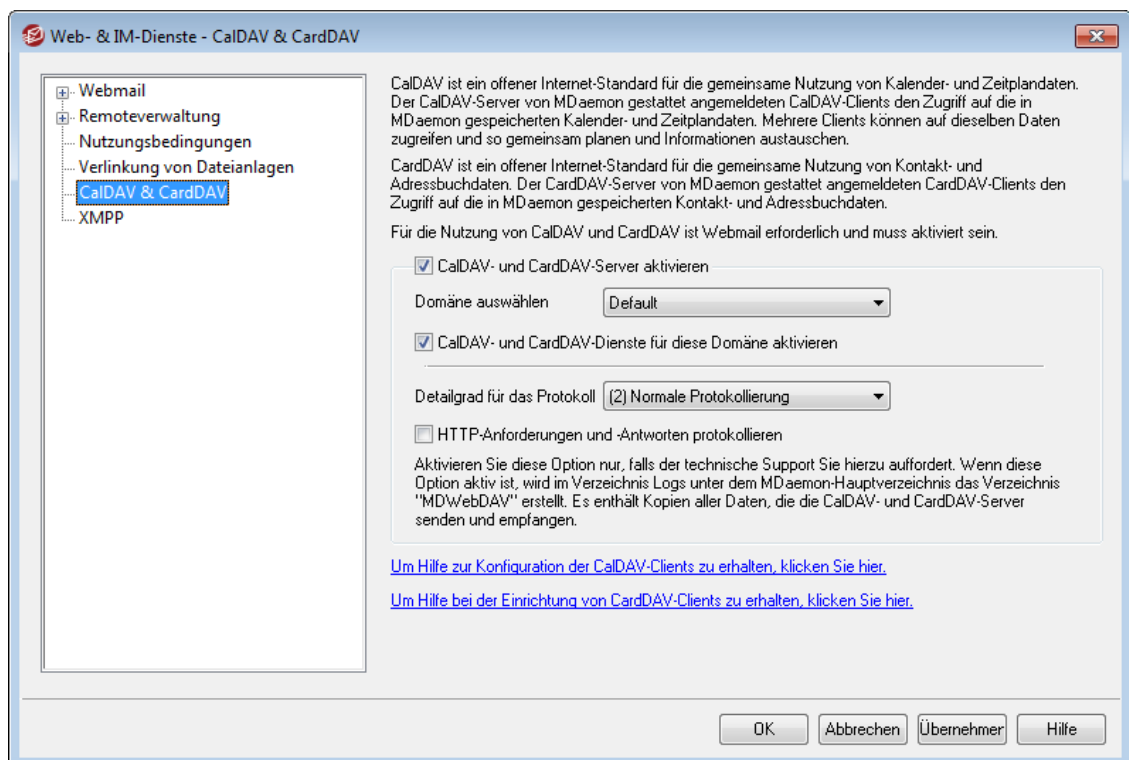 Web- & IM-Dienste - CalDAV & CardDAV
Webmail
Remoteverwaltung
Nutzungsbedingungen
Verlinkung von Dateianlagen
CalDAV & CardDAV
XMPP
CalDAV ist ein offener Internet-Standard für die gemeinsame Nutzung von Kalender- und Zeitplandaten.
Der CalDAV-Server von MDaemon gestattet angemeldeten CalDAV-Clients den Zugriff auf die in
MDaemon gespeicherten Kalender- und Zeitplandaten. Mehrere Clients können auf dieselben Daten
zugreifen und so gemeinsam planen und Informationen austauschen.
CardDAV ist ein offener Internet-Standard für die gemeinsame Nutzung von Kontakt- und
Adressbuchdaten. Der CardDAV-Server von MDaemon gestattet angemeldeten CardDAV-Clients den
Zugriff auf die in MDaemon gespeicherten Kontakt- und Adressbuchdaten.
Für die Nutzung von CalDAV und CardDAV ist Webmail erforderlich und muss aktiviert sein.
CalDAV- und CardDAV-Server aktivieren
Domäne auswählen Default
CalDAV- und CardDAV-Dienste für diese Domäne aktivieren
Detailgrad für das Protokoll (2) Normale Protokollierung
HTTP-Anforderungen und -Antworten protokollieren
Aktivieren Sie diese Option nur, falls der technische Support Sie hierzu auffordert. Wenn diese
Option aktiv ist, wird im Verzeichnis Logs unter dem MDaemon-Hauptverzeichnis das Verzeichnis
"MDWebDAV" erstellt. Es enthält Kopien aller Daten, die die CalDAV- und CardDAV-Server
senden und empfangen.
Um Hilfe zur Konfiguration der CalDAV-Clients zu erhalten, klicken Sie hier.
Um Hilfe bei der Einrichtung von CardDAV-Clients zu erhalten, klicken Sie hier.
OK Abbrechen Übernehmer Hilfe